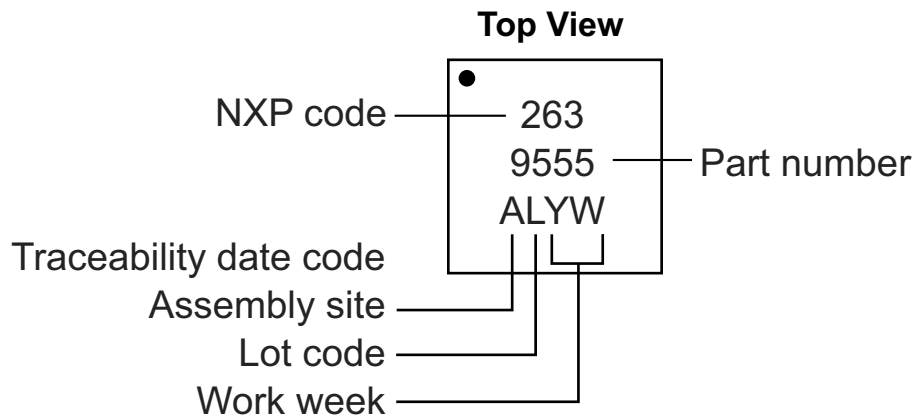 Top View
NXP code
263
9555
Part number
ALYW
Traceability date code
Assembly site
Lot code
Work week